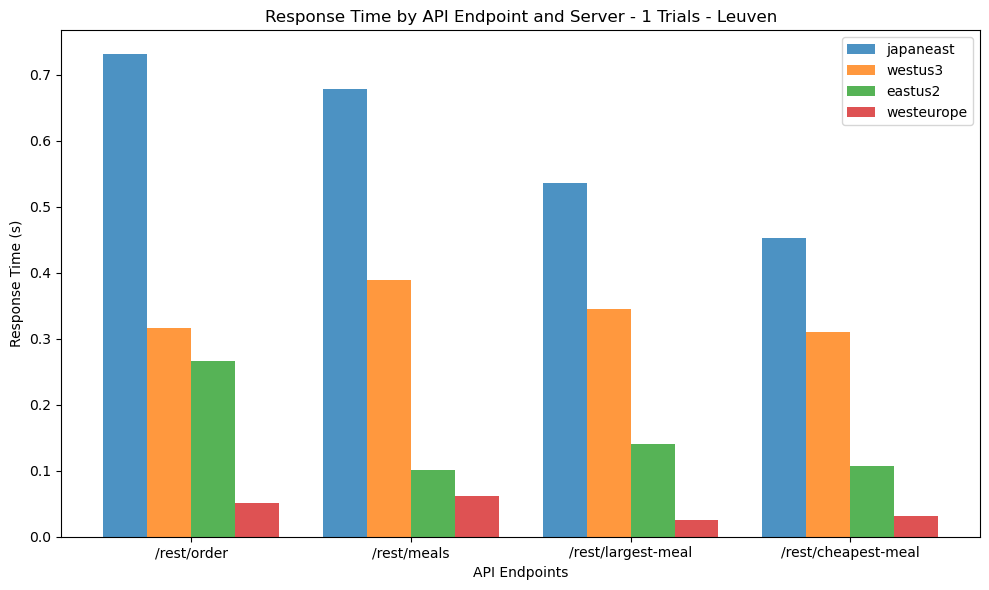 Response Time by API Endpoint and Server - 1 Trials - Leuven
japaneast
westus3
eastus2
westeurope
Response Time (s)
0.7
0.6
0.5
0.4
0.3
0.2
0.1
0.0
/rest/order
/rest/meals
/rest/largest-meal
/rest/cheapest-meal
API Endpoints